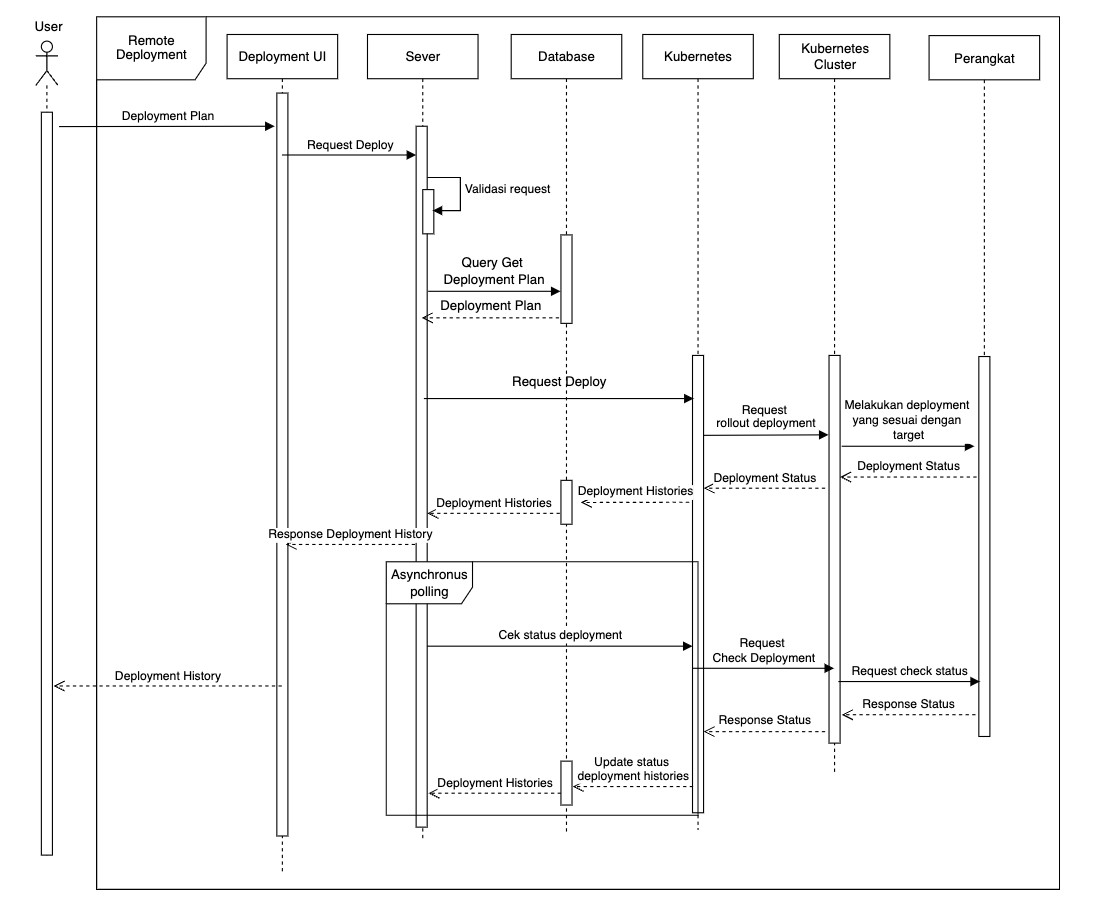 User
Remote
Deployment
Deployment UI
Sever
Database
Kubernetes
Kubernetes
Cluster
Perangkat
Deployment Plan
Request Deploy
Validasi request
Query Get
Deployment Plan
Deployment Plan
Request Deploy
Request
rollout deployment
Melakukan deployment
yang sesuai dengan
target
Deployment Status
Deployment Status
Deployment Histories
Deployment Histories
Response Deployment History
Asynchronus
polling
Cek status deployment
Request
Check Deployment
Request check status
Deployment History
Response Status
Response Status
Update status
deployment histories
Deployment Histories